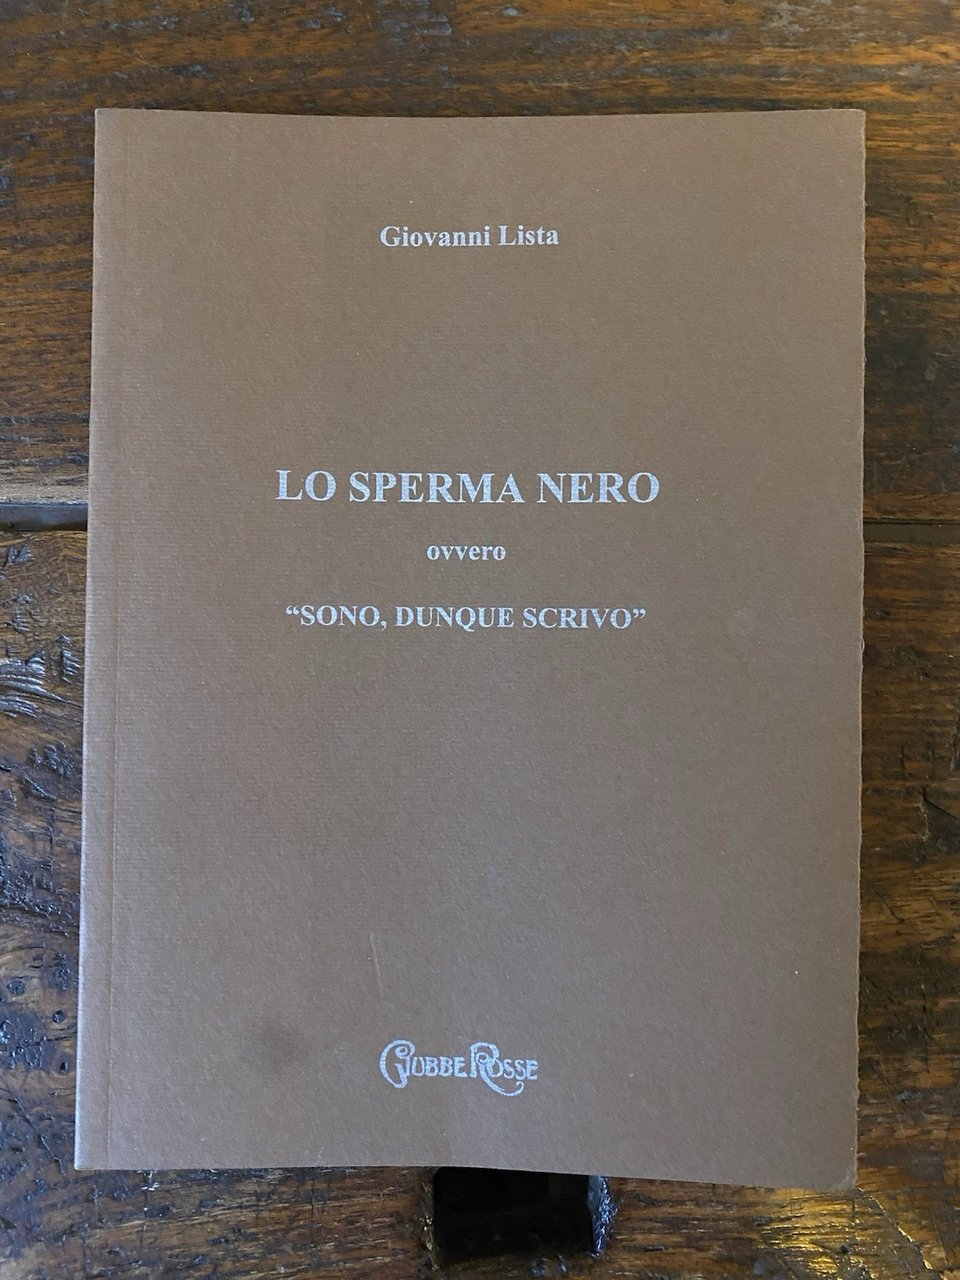 Giovanni Lista
LO SPERMA NERO
ovvero
“SONO, DUNQUE SCRIVO”
GIUBBE ROSSE